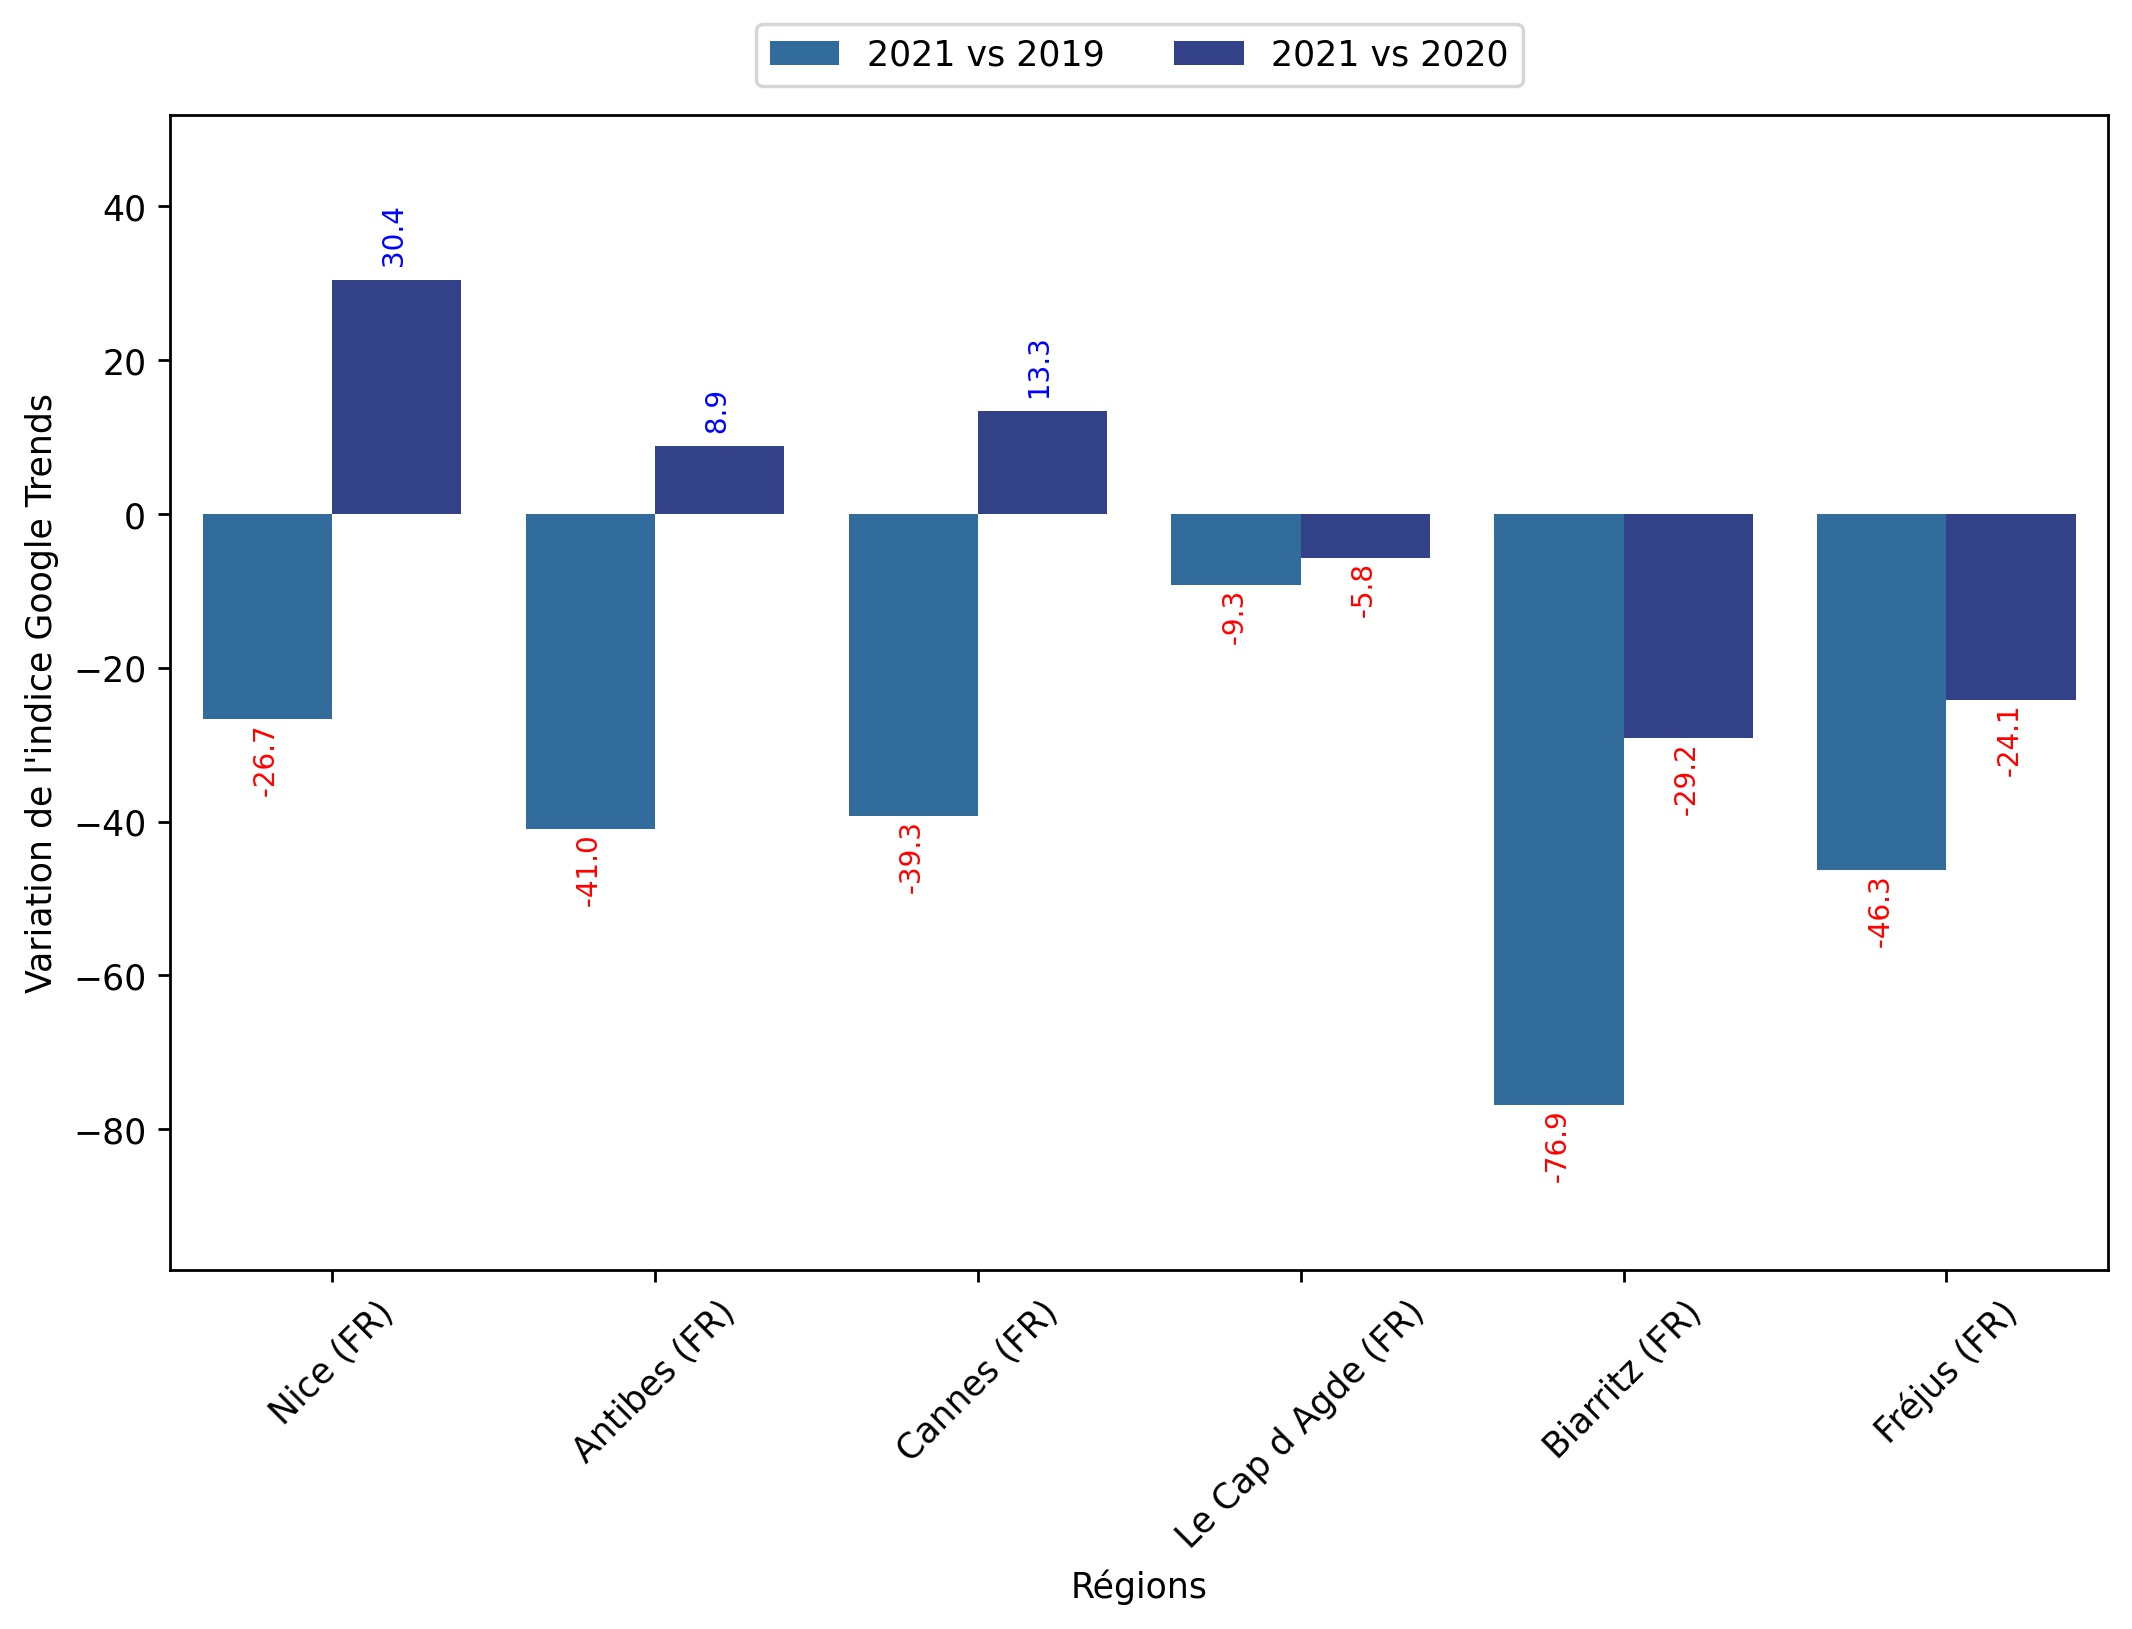 2021 vs 2019
2021 vs 2020
Variation de l'indice Google Trends
40
20
0
−20
−40
−60
−80
-26.7
30.4
-41.0
8.9
-39.3
13.3
-9.3
-5.8
-76.9
-29.2
-46.3
-24.1
Nice (FR)
Antibes (FR)
Cannes (FR)
Le Cap d Agde (FR)
Biarritz (FR)
Fréjus (FR)
Régions